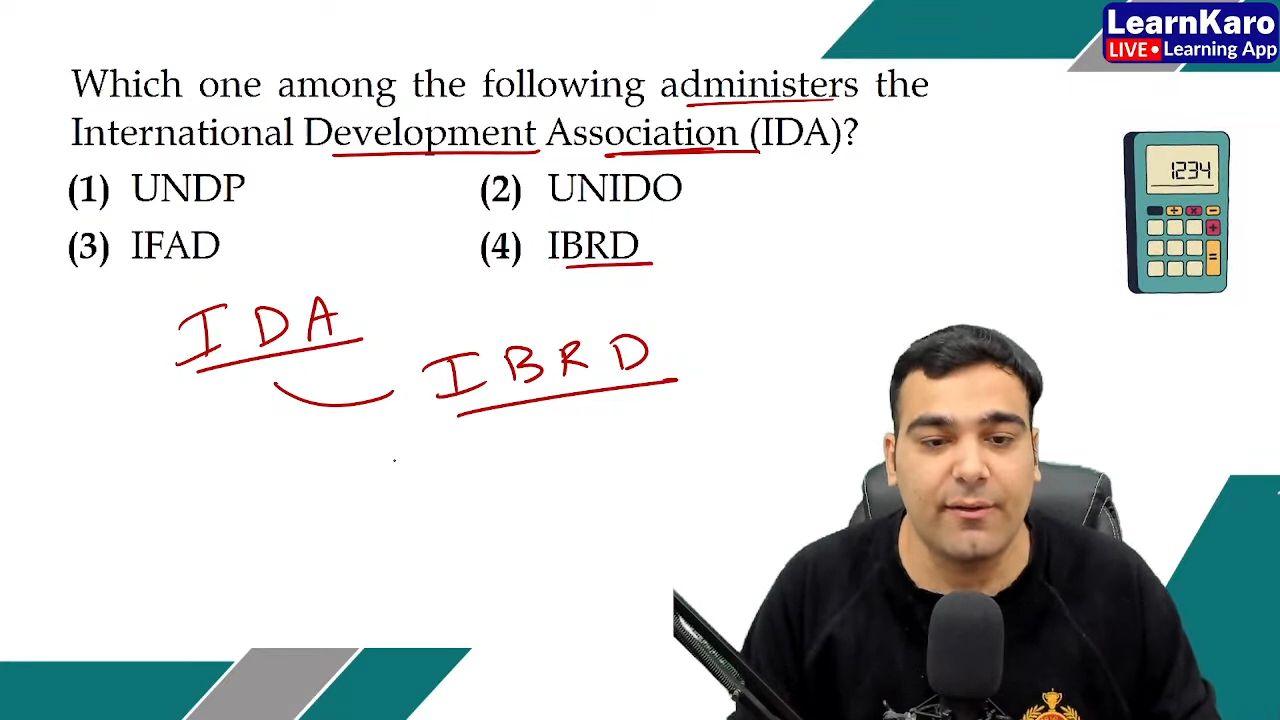 LearnKaro
LIVE • Learning App
Which one among the following administers the
International Development Association (IDA)?
(1) UNDP (2) UNIDO
(3) IFAD (4) IBRD
1234
IDA
IBRD